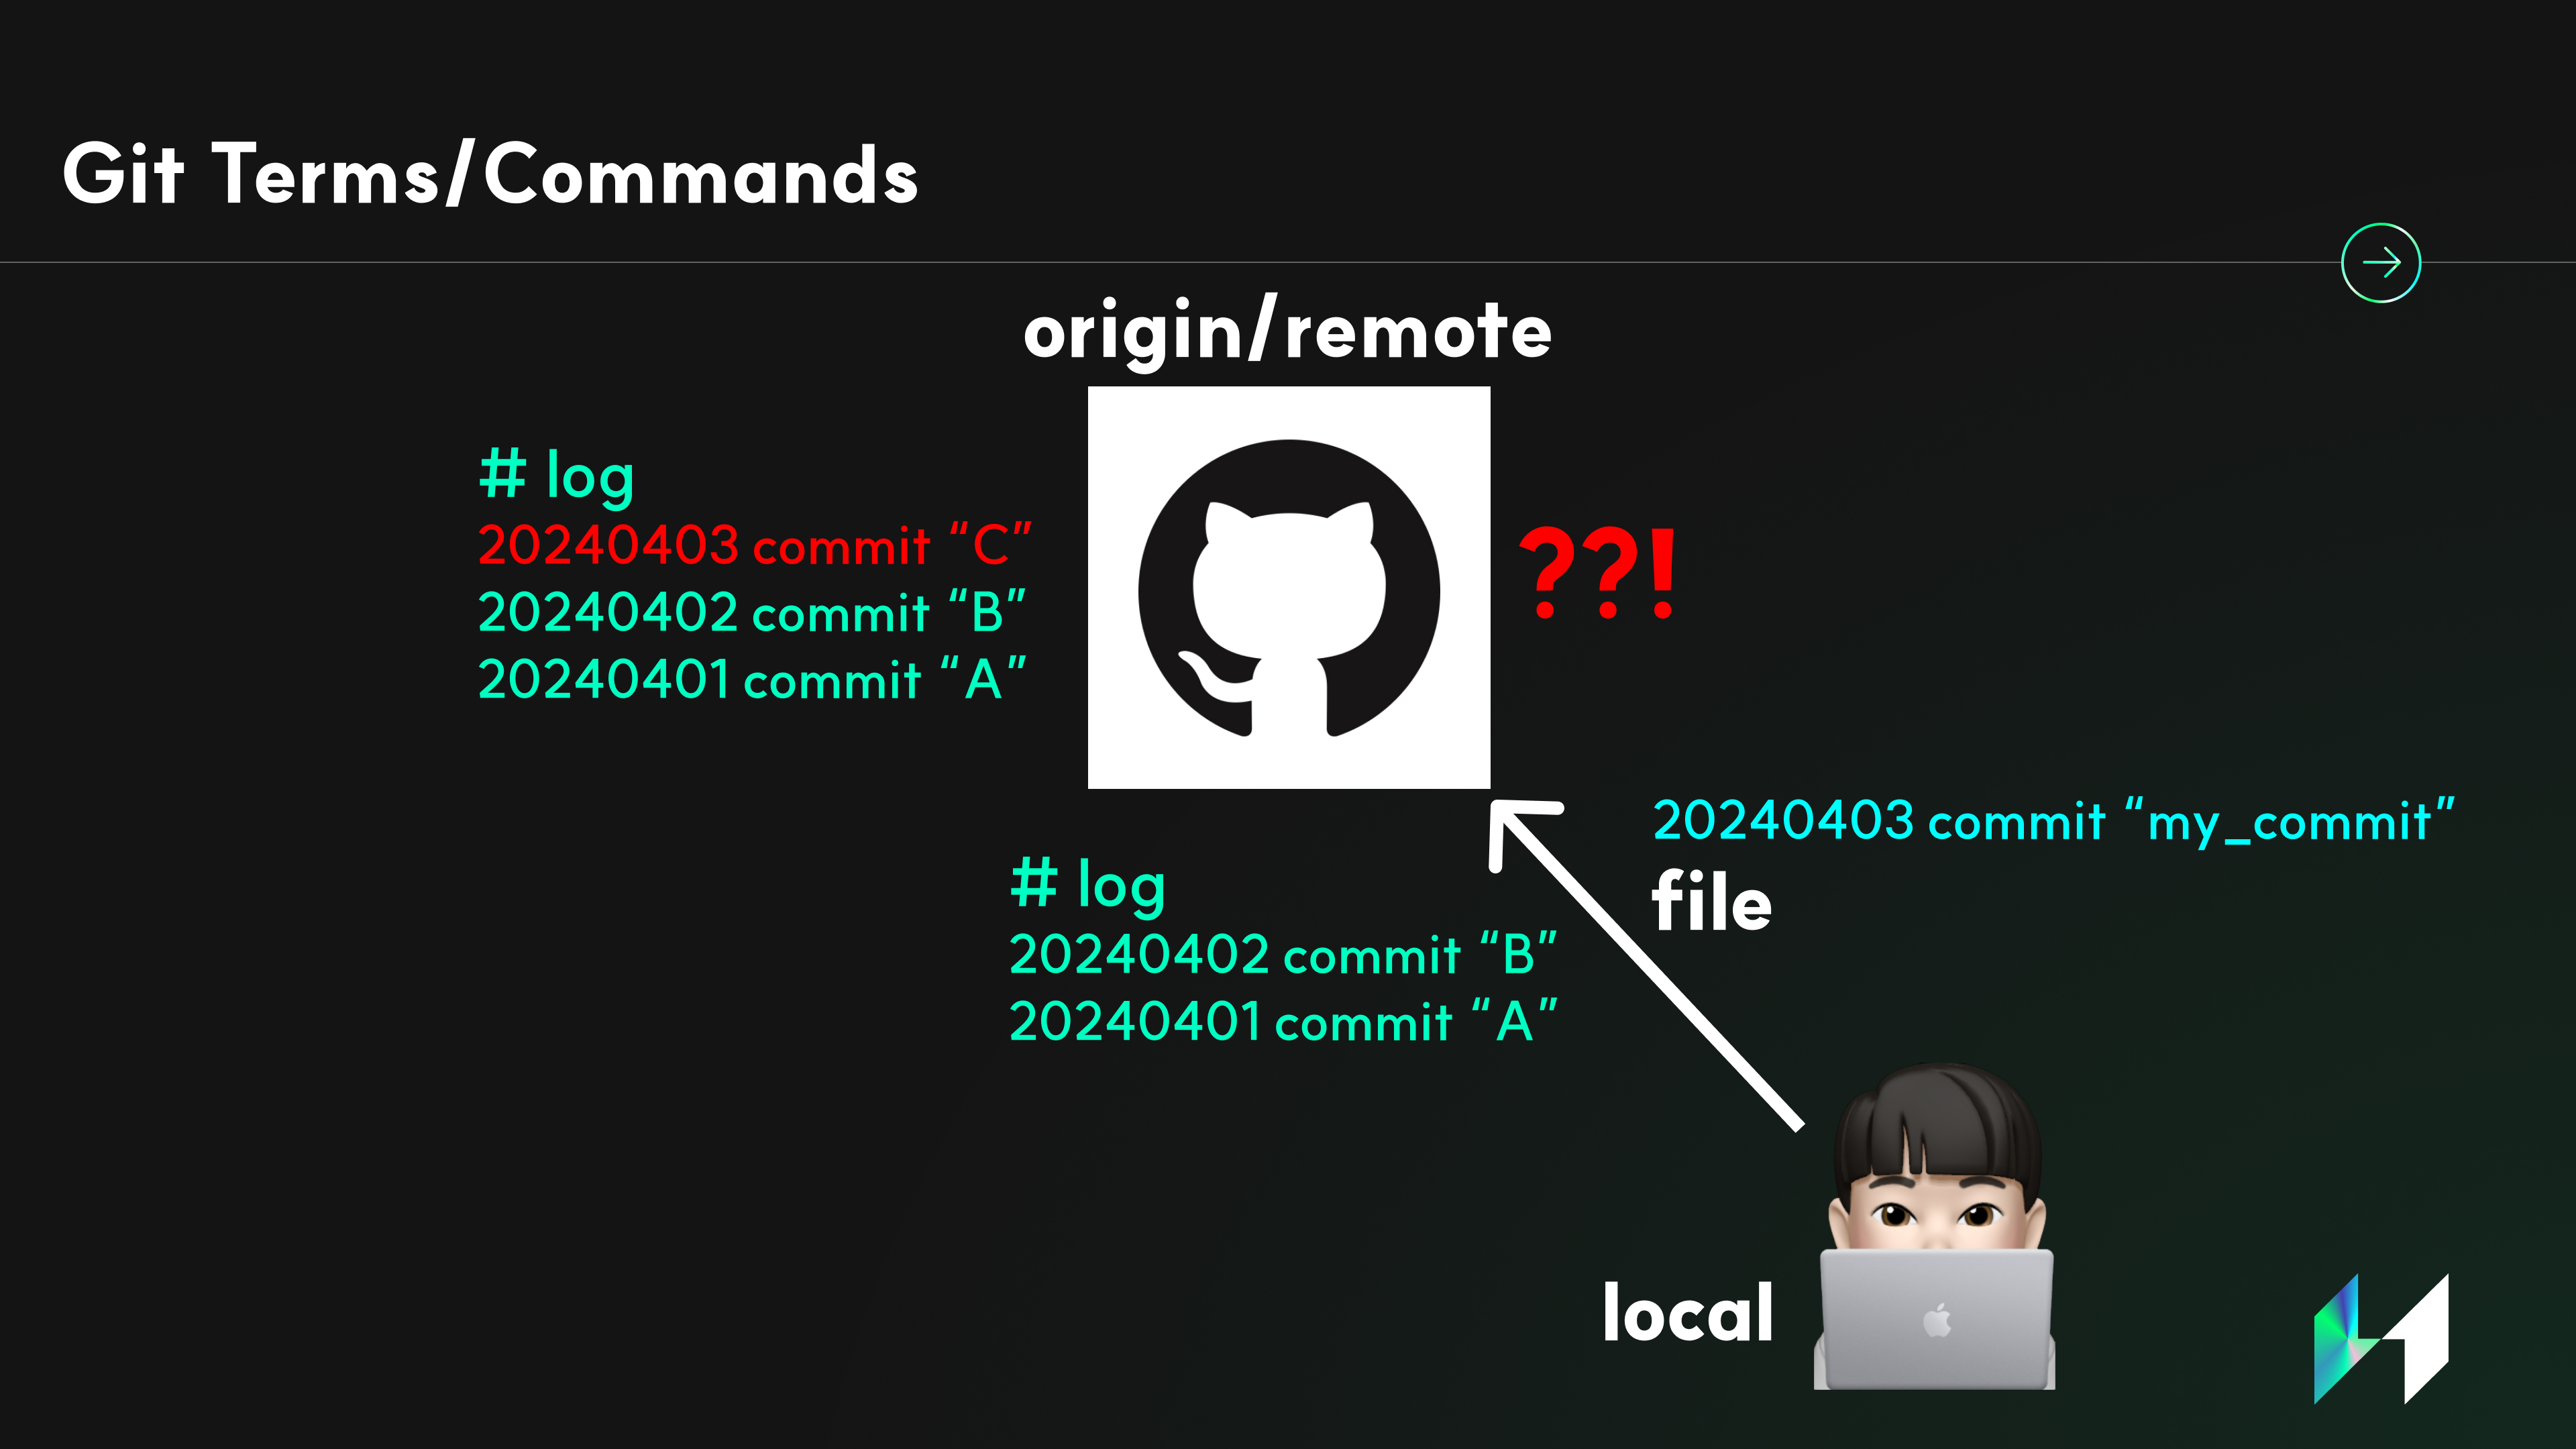 Git Terms/Commands
origin/remote
# log
20240403 commit “C”
20240402 commit “B”
20240401 commit “A”
??!
20240403 commit “my_commit”
file
# log
20240402 commit “B”
20240401 commit “A”
local